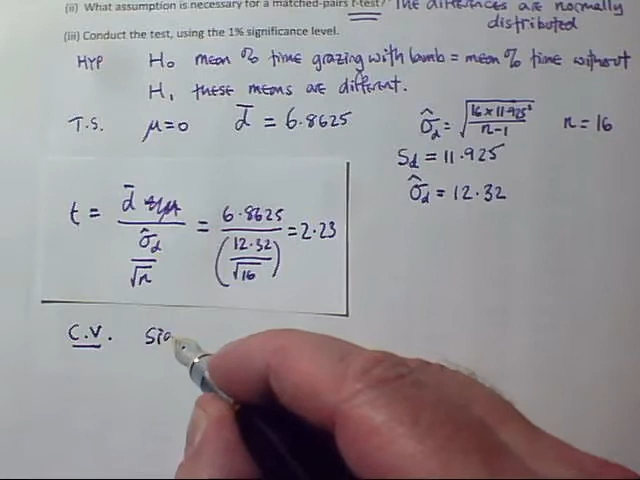 (ii) What assumption is necessary for a matched-pairs t-test? The differences are normally
distributed
(iii) Conduct the test, using the 1% significance level.
HYP H₀ mean % time grazing with lamb = mean % time without
H₁ these means are different.
T.S. μ=0 d̄ = 6.8625 σ̂d = √(16 × 11.925² / n-1) n = 16
Sd = 11.925
σ̂d = 12.32
t = d̄ / (σ̂d / √n) = 6.8625 / (12.32 / √16) = 2.23
C.V. Sig